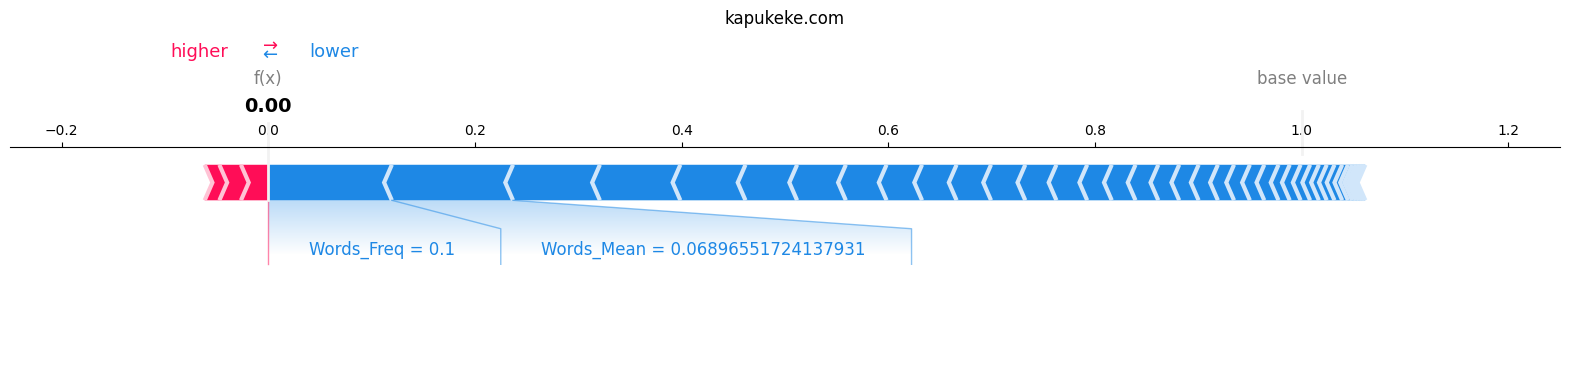 kapukeke.com
higher ⇄ lower
f(x) base value
0.00
−0.2 0.0 0.2 0.4 0.6 0.8 1.0 1.2
Words_Freq = 0.1 Words_Mean = 0.06896551724137931